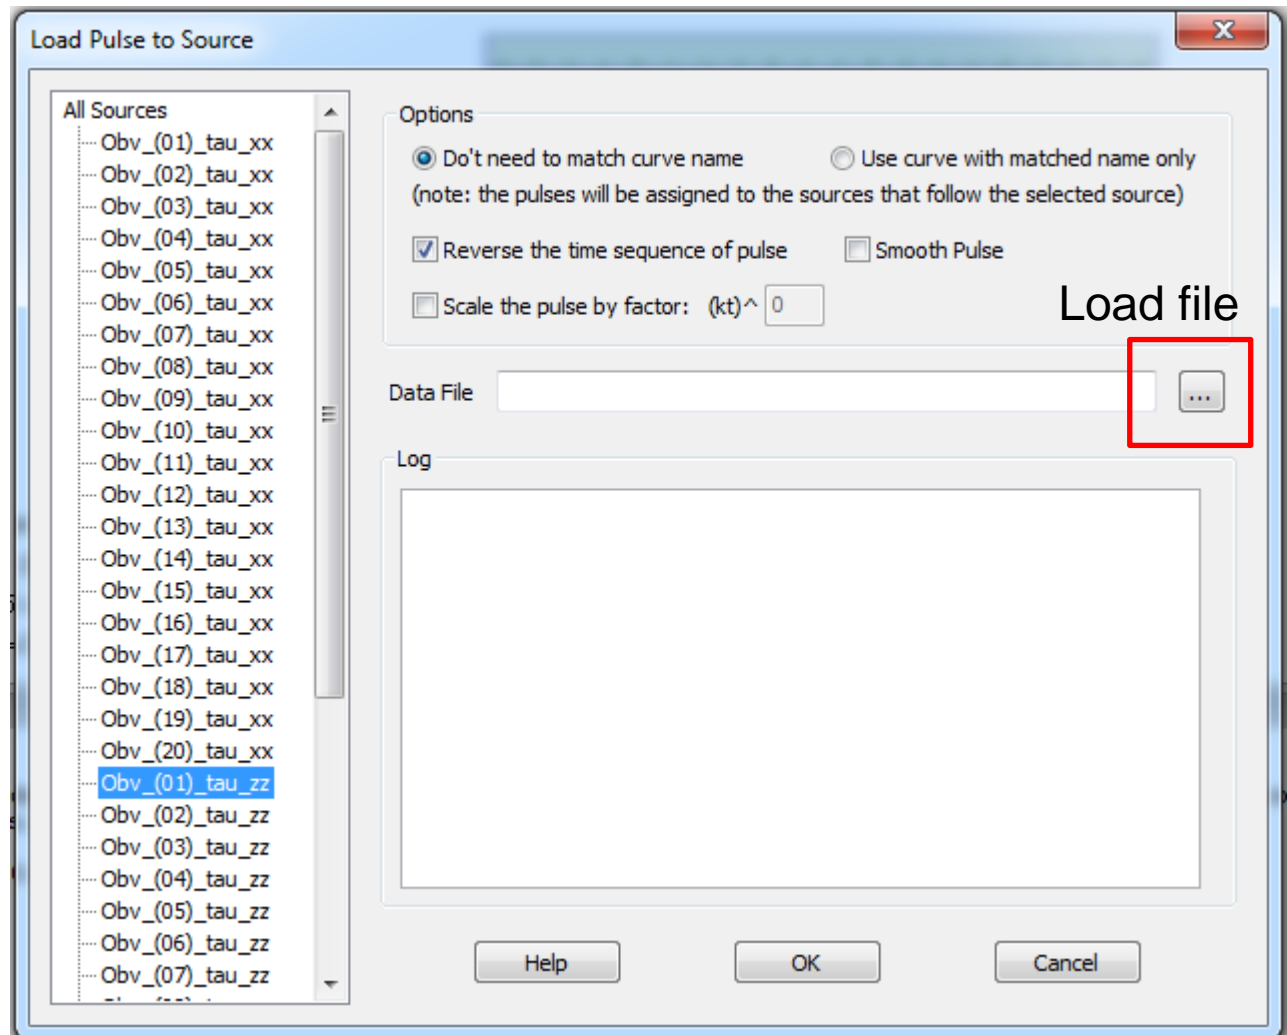 Load Pulse to Source
All Sources
Obv_(01)_tau_xx
Obv_(02)_tau_xx
Obv_(03)_tau_xx
Obv_(04)_tau_xx
Obv_(05)_tau_xx
Obv_(06)_tau_xx
Obv_(07)_tau_xx
Obv_(08)_tau_xx
Obv_(09)_tau_xx
Obv_(10)_tau_xx
Obv_(11)_tau_xx
Obv_(12)_tau_xx
Obv_(13)_tau_xx
Obv_(14)_tau_xx
Obv_(15)_tau_xx
Obv_(16)_tau_xx
Obv_(17)_tau_xx
Obv_(18)_tau_xx
Obv_(19)_tau_xx
Obv_(20)_tau_xx
Obv_(01)_tau_zz
Obv_(02)_tau_zz
Obv_(03)_tau_zz
Obv_(04)_tau_zz
Obv_(05)_tau_zz
Obv_(06)_tau_zz
Obv_(07)_tau_zz
Options
Do't need to match curve name
Use curve with matched name only
(note: the pulses will be assigned to the sources that follow the selected source)
Reverse the time sequence of pulse
Smooth Pulse
Scale the pulse by factor: (kt)^ 0
Load file
Data File
...
Log
Help
OK
Cancel